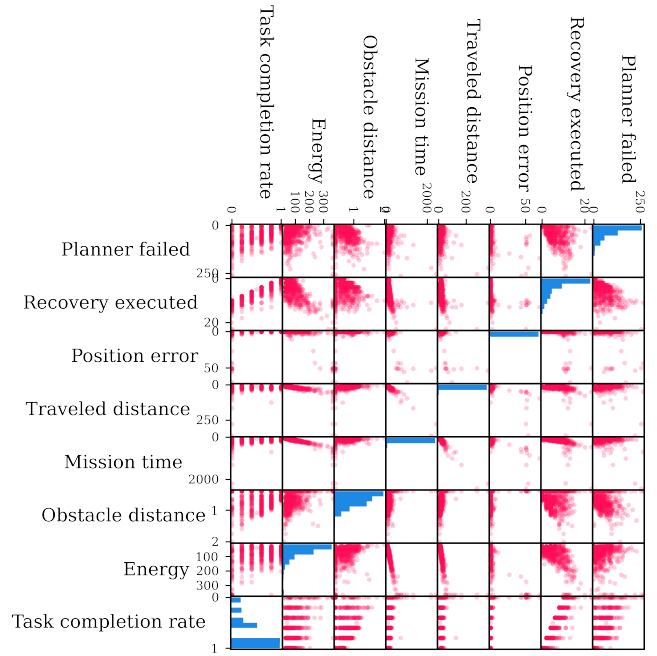 Task completion rate
Energy
Obstacle distance
Mission time
Traveled distance
Position error
Recovery executed
Planner failed
0 1 100 200 300 1 0 2000 0 200 0 50 0 20 0 250
Planner failed 0 250
Recovery executed 20
Position error 0 50
Traveled distance 0 250
Mission time 0 2000
Obstacle distance 1 2
Energy 100 200 300
Task completion rate 0 1